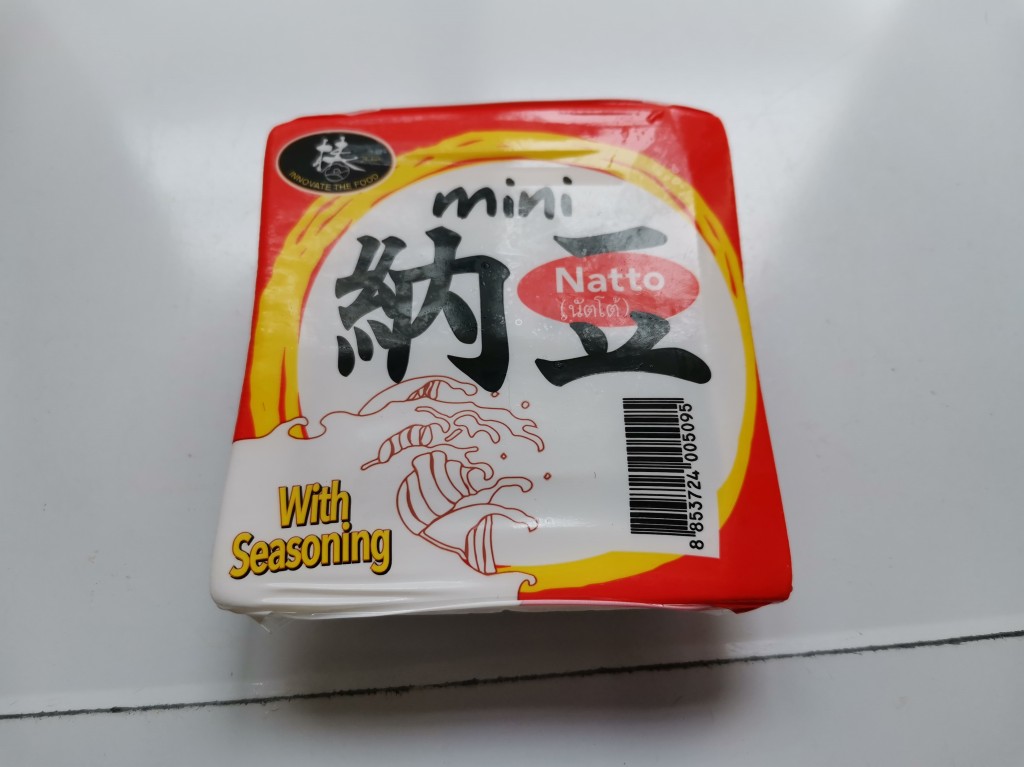 INNOVATE THE FOOD
mini
納豆
Natto
(นัตโตะ)
With
Seasoning
8 853724 005095